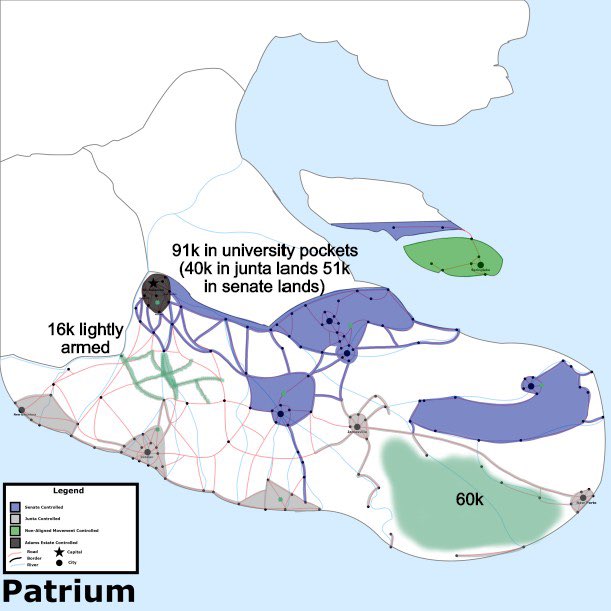 91k in university pockets
(40k in junta lands 51k
in senate lands)
16k lightly
armed
60k
Legend
Senate Controlled
Junta Controlled
Non-Aligned Movement Controlled
Adams Estate Controlled
Road
Border
River
Capital
City
Patrium